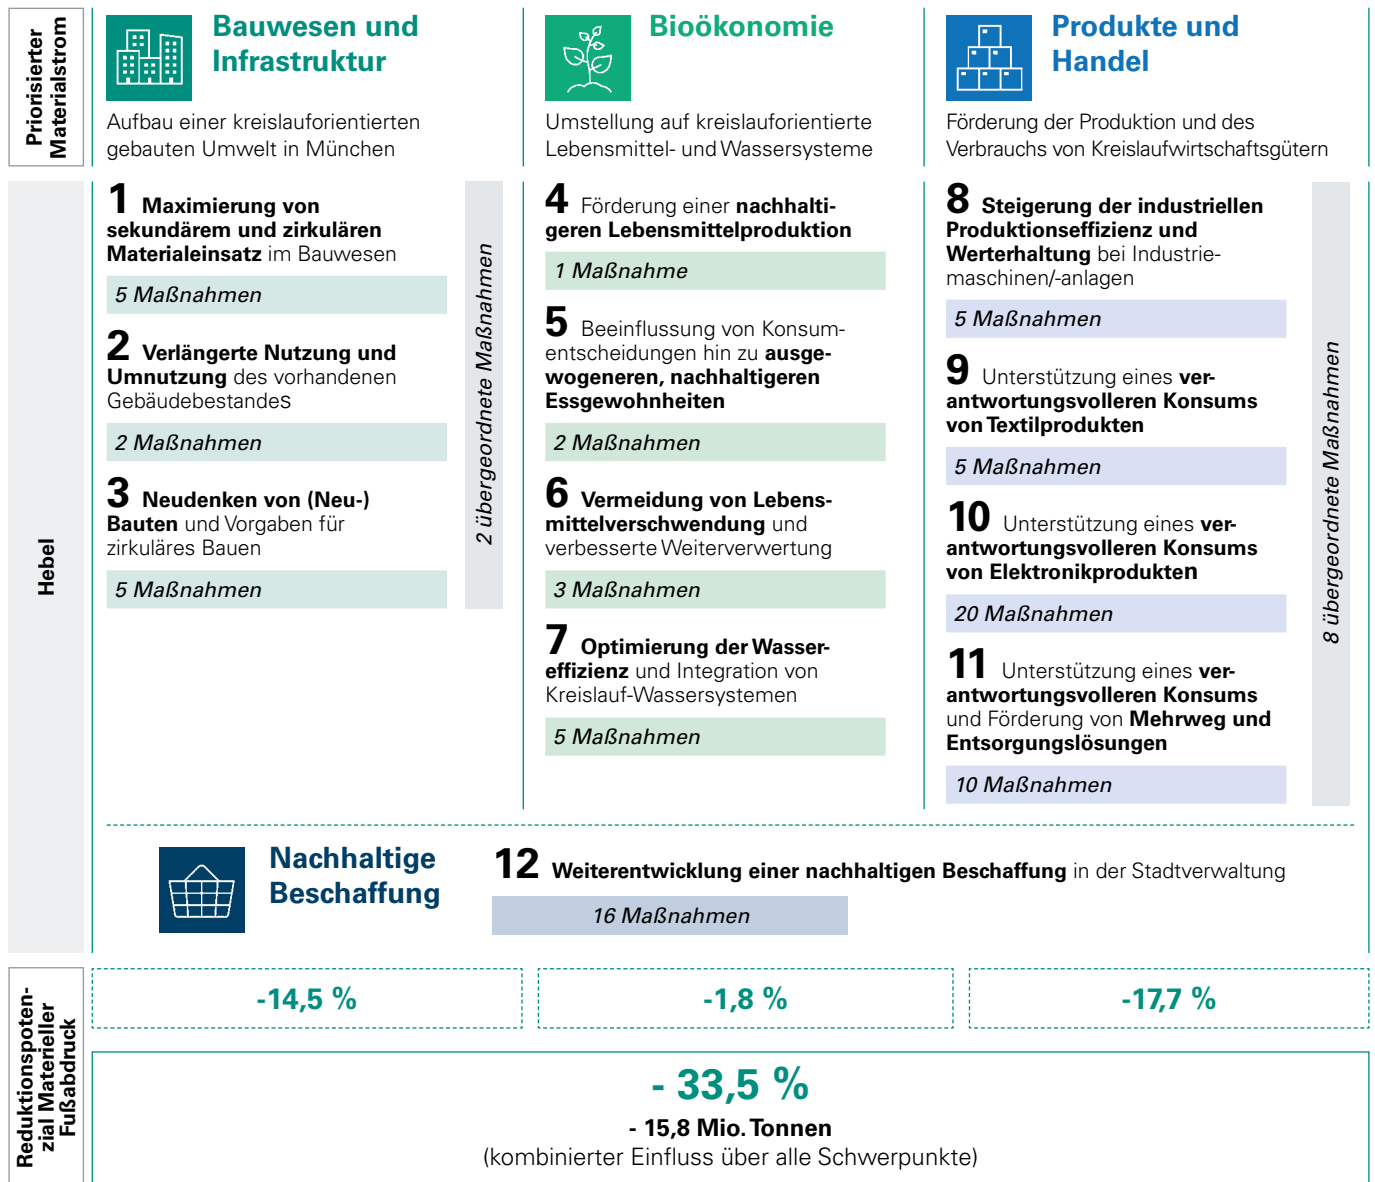 Priorisierter
Materialstrom
Bauwesen und
Infrastruktur
Aufbau einer kreislauforientierten
gebauten Umwelt in München
Bioökonomie
Umstellung auf kreislauforientierte
Lebensmittel- und Wassersysteme
Produkte und
Handel
Förderung der Produktion und des
Verbrauchs von Kreislaufwirtschaftsgütern
Hebel
1 Maximierung von
sekundärem und zirkulären
Materialeinsatz im Bauwesen
5 Maßnahmen
2 Verlängerte Nutzung und
Umnutzung des vorhandenen
Gebäudebestandes
2 Maßnahmen
3 Neudenken von (Neu-)
Bauten und Vorgaben für
zirkuläres Bauen
5 Maßnahmen
2 übergeordnete Maßnahmen
4 Förderung einer nachhalti-
geren Lebensmittelproduktion
1 Maßnahme
5 Beeinflussung von Konsum-
entscheidungen hin zu ausge-
wogeneren, nachhaltigeren
Essgewohnheiten
2 Maßnahmen
6 Vermeidung von Lebens-
mittelverschwendung und
verbesserte Weiterverwertung
3 Maßnahmen
7 Optimierung der Wasser-
effizienz und Integration von
Kreislauf-Wassersystemen
5 Maßnahmen
8 Steigerung der industriellen
Produktionseffizienz und
Werterhaltung bei Industrie-
maschinen/-anlagen
5 Maßnahmen
9 Unterstützung eines ver-
antwortungsvolleren Konsums
von Textilprodukten
5 Maßnahmen
10 Unterstützung eines ver-
antwortungsvolleren Konsums
von Elektronikprodukten
20 Maßnahmen
11 Unterstützung eines ver-
antwortungsvolleren Konsums
und Förderung von Mehrweg und
Entsorgungslösungen
10 Maßnahmen
8 übergeordnete Maßnahmen
Nachhaltige
Beschaffung
12 Weiterentwicklung einer nachhaltigen Beschaffung in der Stadtverwaltung
16 Maßnahmen
Reduktionspoten-
zial Materieller
Fußabdruck
-14,5 %
-1,8 %
-17,7 %
- 33,5 %
- 15,8 Mio. Tonnen
(kombinierter Einfluss über alle Schwerpunkte)